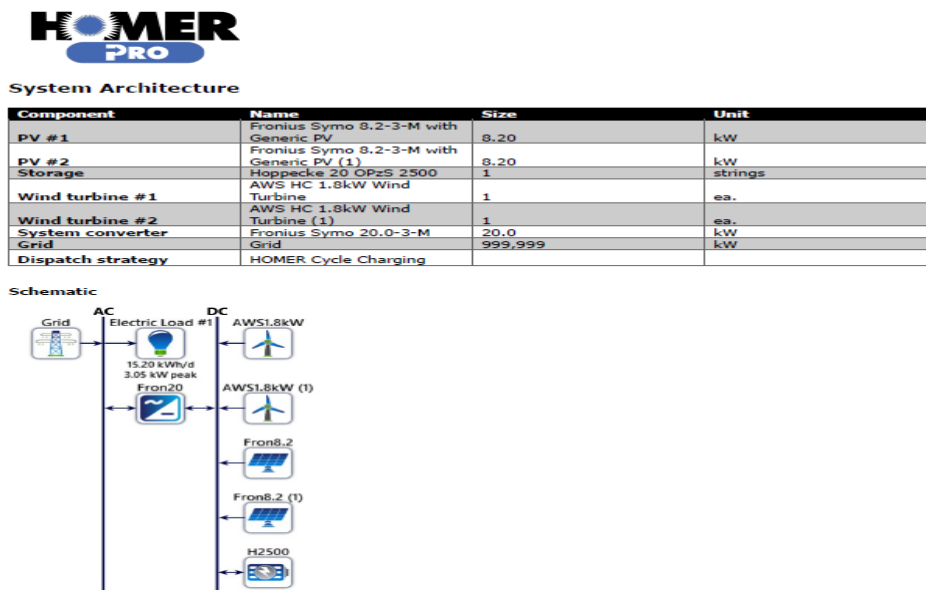 HOMER
PRO
System Architecture
Component Name Size Unit
PV #1 Fronius Symo 8.2-3-M with
Generic PV 8.20 kW
PV #2 Fronius Symo 8.2-3-M with
Generic PV (1) 8.20 kW
Storage Hoppecke 20 OPzS 2500 1 strings
Wind turbine #1 AWS HC 1.8kW Wind
Turbine 1 ea.
Wind turbine #2 AWS HC 1.8kW Wind
Turbine (1) 1 ea.
System converter Fronius Symo 20.0-3-M 20.0 kW
Grid Grid 999,999 kW
Dispatch strategy HOMER Cycle Charging
Schematic
AC DC
Grid Electric Load #1 AWS1.8kW
15.20 kWh/d
3.05 kW peak
Fron20 AWS1.8kW (1)
Fron8.2
Fron8.2 (1)
H2500